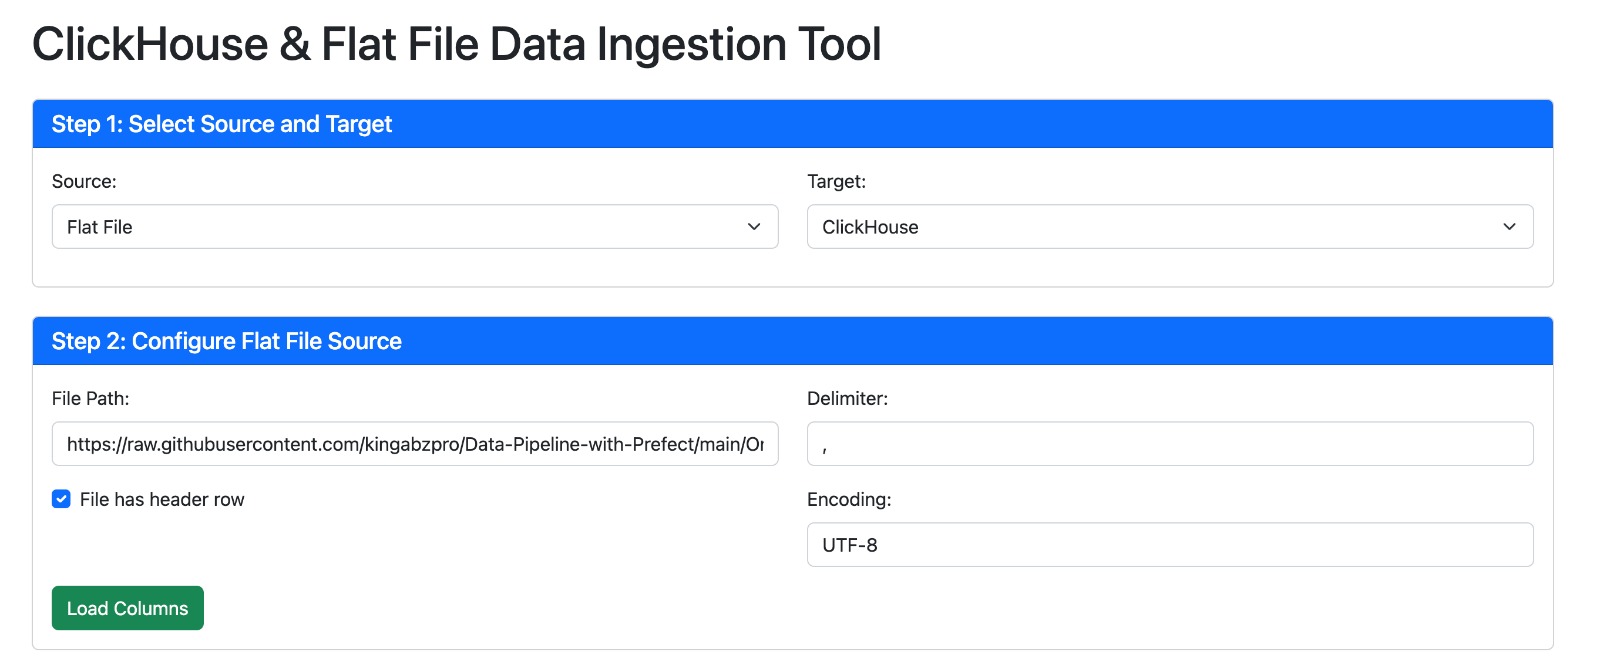 ClickHouse & Flat File Data Ingestion Tool
Step 1: Select Source and Target
Source:
Target:
Flat File
ClickHouse
Step 2: Configure Flat File Source
File Path:
Delimiter:
https://raw.githubusercontent.com/kingabzpro/Data-Pipeline-with-Prefect/main/Or
,
File has header row
Encoding:
UTF-8
Load Columns